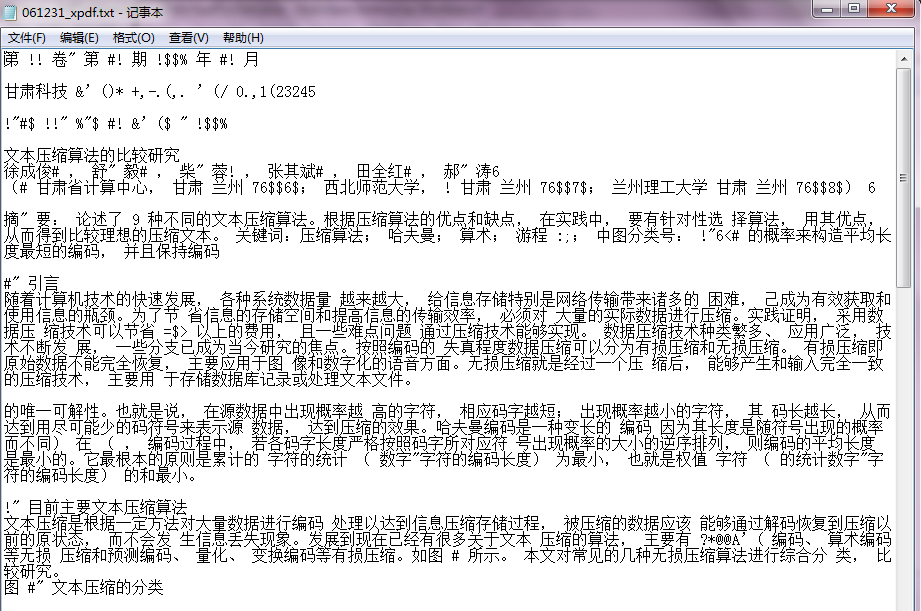 061231_xpdf.txt - 记事本
文件(F) 编辑(E) 格式(O) 查看(V) 帮助(H)
第 !! 卷" 第 #! 期 !$$% 年 #! 月
甘肃科技 &' ()* +,-.(,. ' (/ 0.,1(23245
!"#$ !!" %"$ #! &' ($ " !$$%
文本压缩算法的比较研究
徐成俊# , 舒" 毅# , 柴" 蓉! , 张其斌# , 田全红# , 郝" 涛6
(# 甘肃省计算中心, 甘肃 兰州 76$$6$; 西北师范大学, ! 甘肃 兰州 76$$7$; 兰州理工大学 甘肃 兰州 76$$8$) 6
摘" 要: 论述了 9 种不同的文本压缩算法。根据压缩算法的优点和缺点, 在实践中, 要有针对性选 择算法, 用其优点,
从而得到比较理想的压缩文本。 关键词: 压缩算法; 哈夫曼; 算术; 游程 :;; 中图分类号: !"6<# 的概率来构造平均长
度最短的编码, 并且保持编码
#" 引言
随着计算机技术的快速发展, 各种系统数据量 越来越大, 给信息存储特别是网络传输带来诸多的 困难, 己成为有效获取和
使用信息的瓶颈。为了节 省信息的存储空间和提高信息的传输效率, 必须对 大量的实际数据进行压缩。实践证明, 采用数
据压 缩技术可以节省 =$> 以上的费用, 且一些难点问题 通过压缩技术能够实现。 数据压缩技术种类繁多、 应用广泛, 技
术不断发 展, 一些分支己成为当今研究的焦点。按照编码的 失真程度数据压缩可以分为有损压缩和无损压缩。 有损压缩即
原始数据不能完全恢复, 主要应用于图 像和数字化的语音方面。无损压缩就是经过一个压 缩后, 能够产生和输入完全一致
的压缩技术, 主要用 于存储数据库记录或处理文本文件。
的唯一可解性。也就是说, 在源数据中出现概率越 高的字符, 相应码字越短; 出现概率越小的字符, 其 码长越长, 从而
达到用尽可能少的码符号来表示源 数据, 达到压缩的效果。哈夫曼编码是一种变长的 编码 因为其长度是随符号出现的概率
而不同) 在 ( , 编码过程中, 若各码字长度严格按照码字所对应符 号出现概率的大小的逆序排列, 则编码的平均长度
是最小的。它最根本的原则是累计的 字符的统计 ( 数字"字符的编码长度) 为最小, 也就是权值 字符 ( 的统计数字"字
符的编码长度) 的和最小。
!" 目前主要文本压缩算法
文本压缩是根据一定方法对大量数据进行编码 处理以达到信息压缩存储过程, 被压缩的数据应该 能够通过解码恢复到压缩以
前的原状态, 而不会发 生信息丢失现象。发展到现在已经有很多关于文本 压缩的算法, 主要有 ?*@@A'( 编码、 算术编码
等无损 压缩和预测编码、 量化、 变换编码等有损压缩。如图 # 所示。 本文对常见的几种无损压缩算法进行综合分 类, 比
较研究。
图 #" 文本压缩的分类